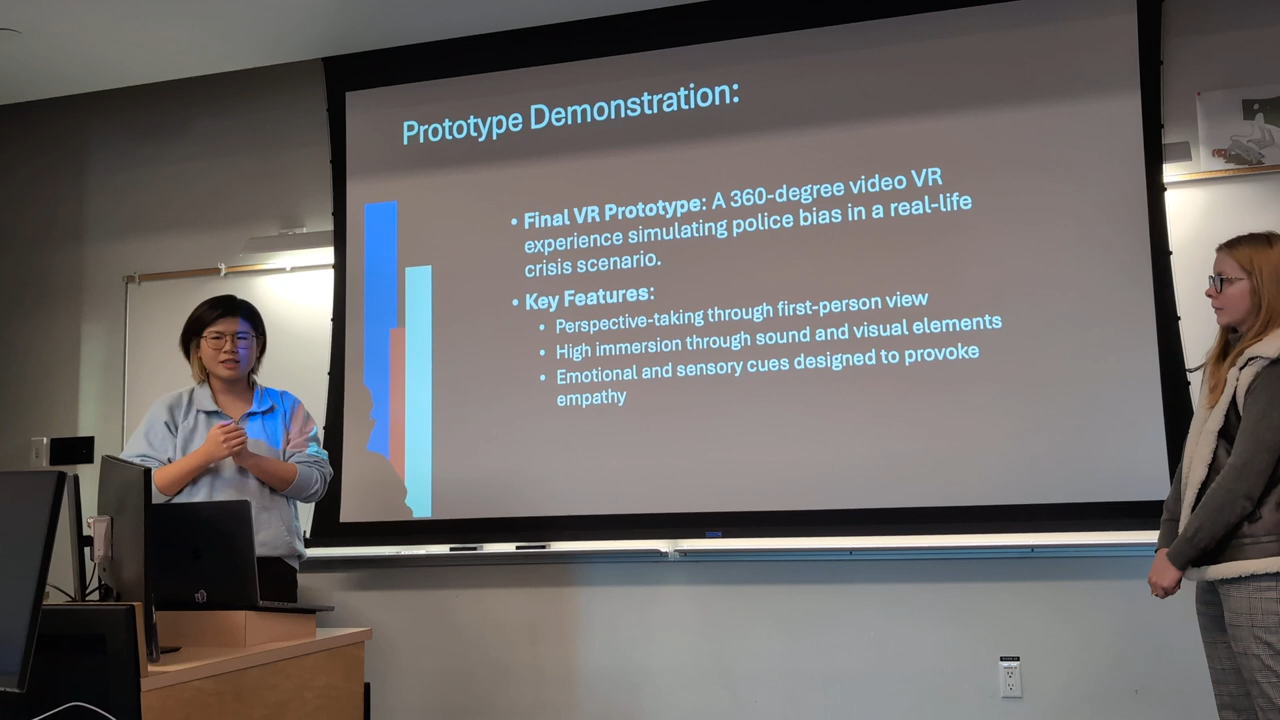 Prototype Demonstration:
• Final VR Prototype: A 360-degree video VR
experience simulating police bias in a real-life
crisis scenario.
• Key Features:
• Perspective-taking through first-person view
• High immersion through sound and visual elements
• Emotional and sensory cues designed to provoke
empathy